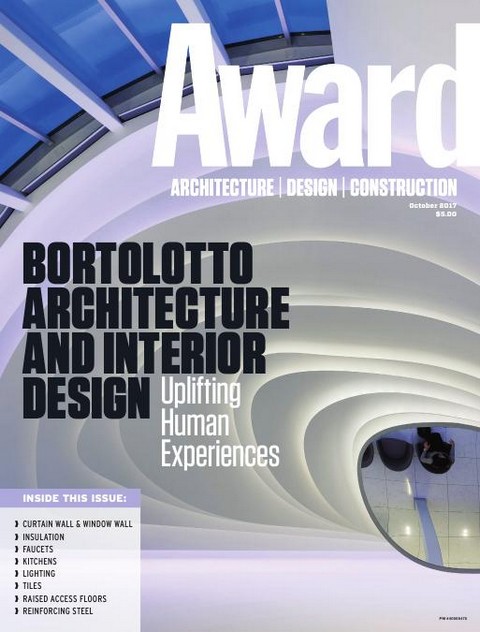 Award
ARCHITECTURE | DESIGN | CONSTRUCTION
October 2017
$5.00
BORTOLOTTO
ARCHITECTURE
AND INTERIOR
DESIGN
Uplifting
Human
Experiences
INSIDE THIS ISSUE:
❱ CURTAIN WALL & WINDOW WALL
❱ INSULATION
❱ FAUCETS
❱ KITCHENS
❱ LIGHTING
❱ TILES
❱ RAISED ACCESS FLOORS
❱ REINFORCING STEEL